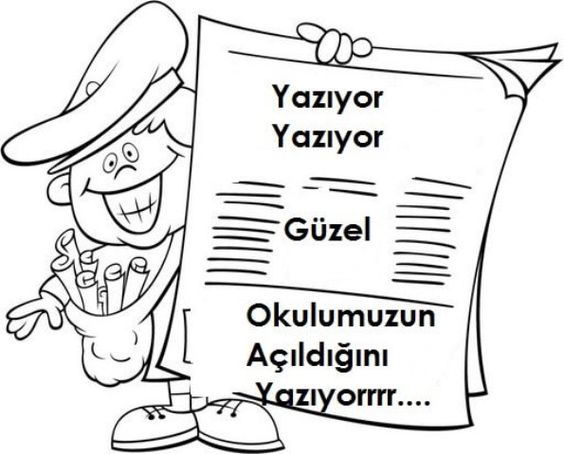 Yazıyor
Yazıyor
Güzel
Okulumuzun
Açıldığını
Yazıyorrrr....